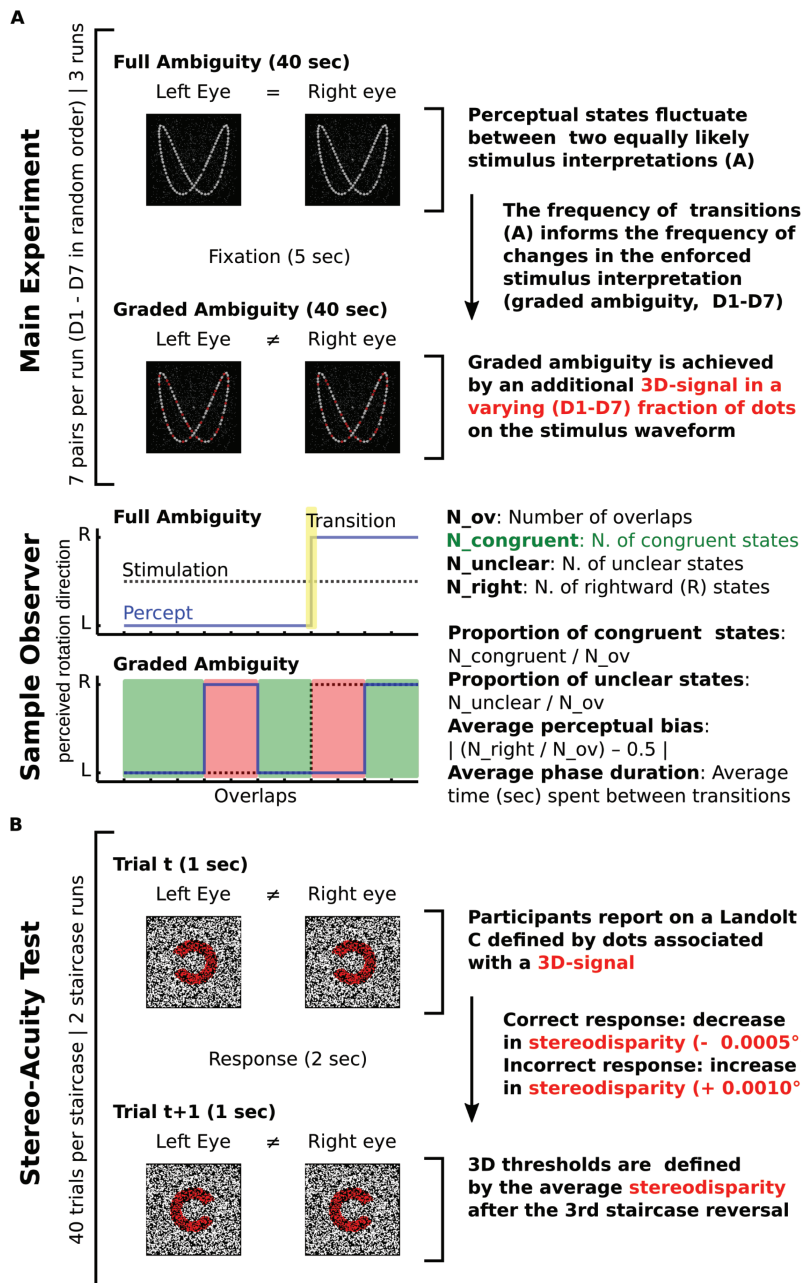 A
Main Experiment
7 pairs per run (D1 - D7 in random order) | 3 runs
Full Ambiguity (40 sec)
Left Eye = Right eye
Perceptual states fluctuate
between two equally likely
stimulus interpretations (A)
The frequency of transitions
(A) informs the frequency of
changes in the enforced
stimulus interpretation
(graded ambiguity, D1-D7)
Fixation (5 sec)
Graded Ambiguity (40 sec)
Left Eye ≠ Right eye
Graded ambiguity is achieved
by an additional 3D-signal in a
varying (D1-D7) fraction of dots
on the stimulus waveform
Sample Observer
perceived rotation direction
Full Ambiguity
Transition
R
Stimulation
Percept
L
Graded Ambiguity
R
L
Overlaps
N_ov: Number of overlaps
N_congruent: N. of congruent states
N_unclear: N. of unclear states
N_right: N. of rightward (R) states
Proportion of congruent states:
N_congruent / N_ov
Proportion of unclear states:
N_unclear / N_ov
Average perceptual bias:
| (N_right / N_ov) – 0.5 |
Average phase duration: Average
time (sec) spent between transitions
B
Stereo-Acuity Test
40 trials per staircase | 2 staircase runs
Trial t (1 sec)
Left Eye ≠ Right eye
Participants report on a Landolt
C defined by dots associated
with a 3D-signal
Response (2 sec)
Correct response: decrease
in stereodisparity (- 0.0005°
Incorrect response: increase
in stereodisparity (+ 0.0010°
Trial t+1 (1 sec)
Left Eye ≠ Right eye
3D thresholds are defined
by the average stereodisparity
after the 3rd staircase reversal